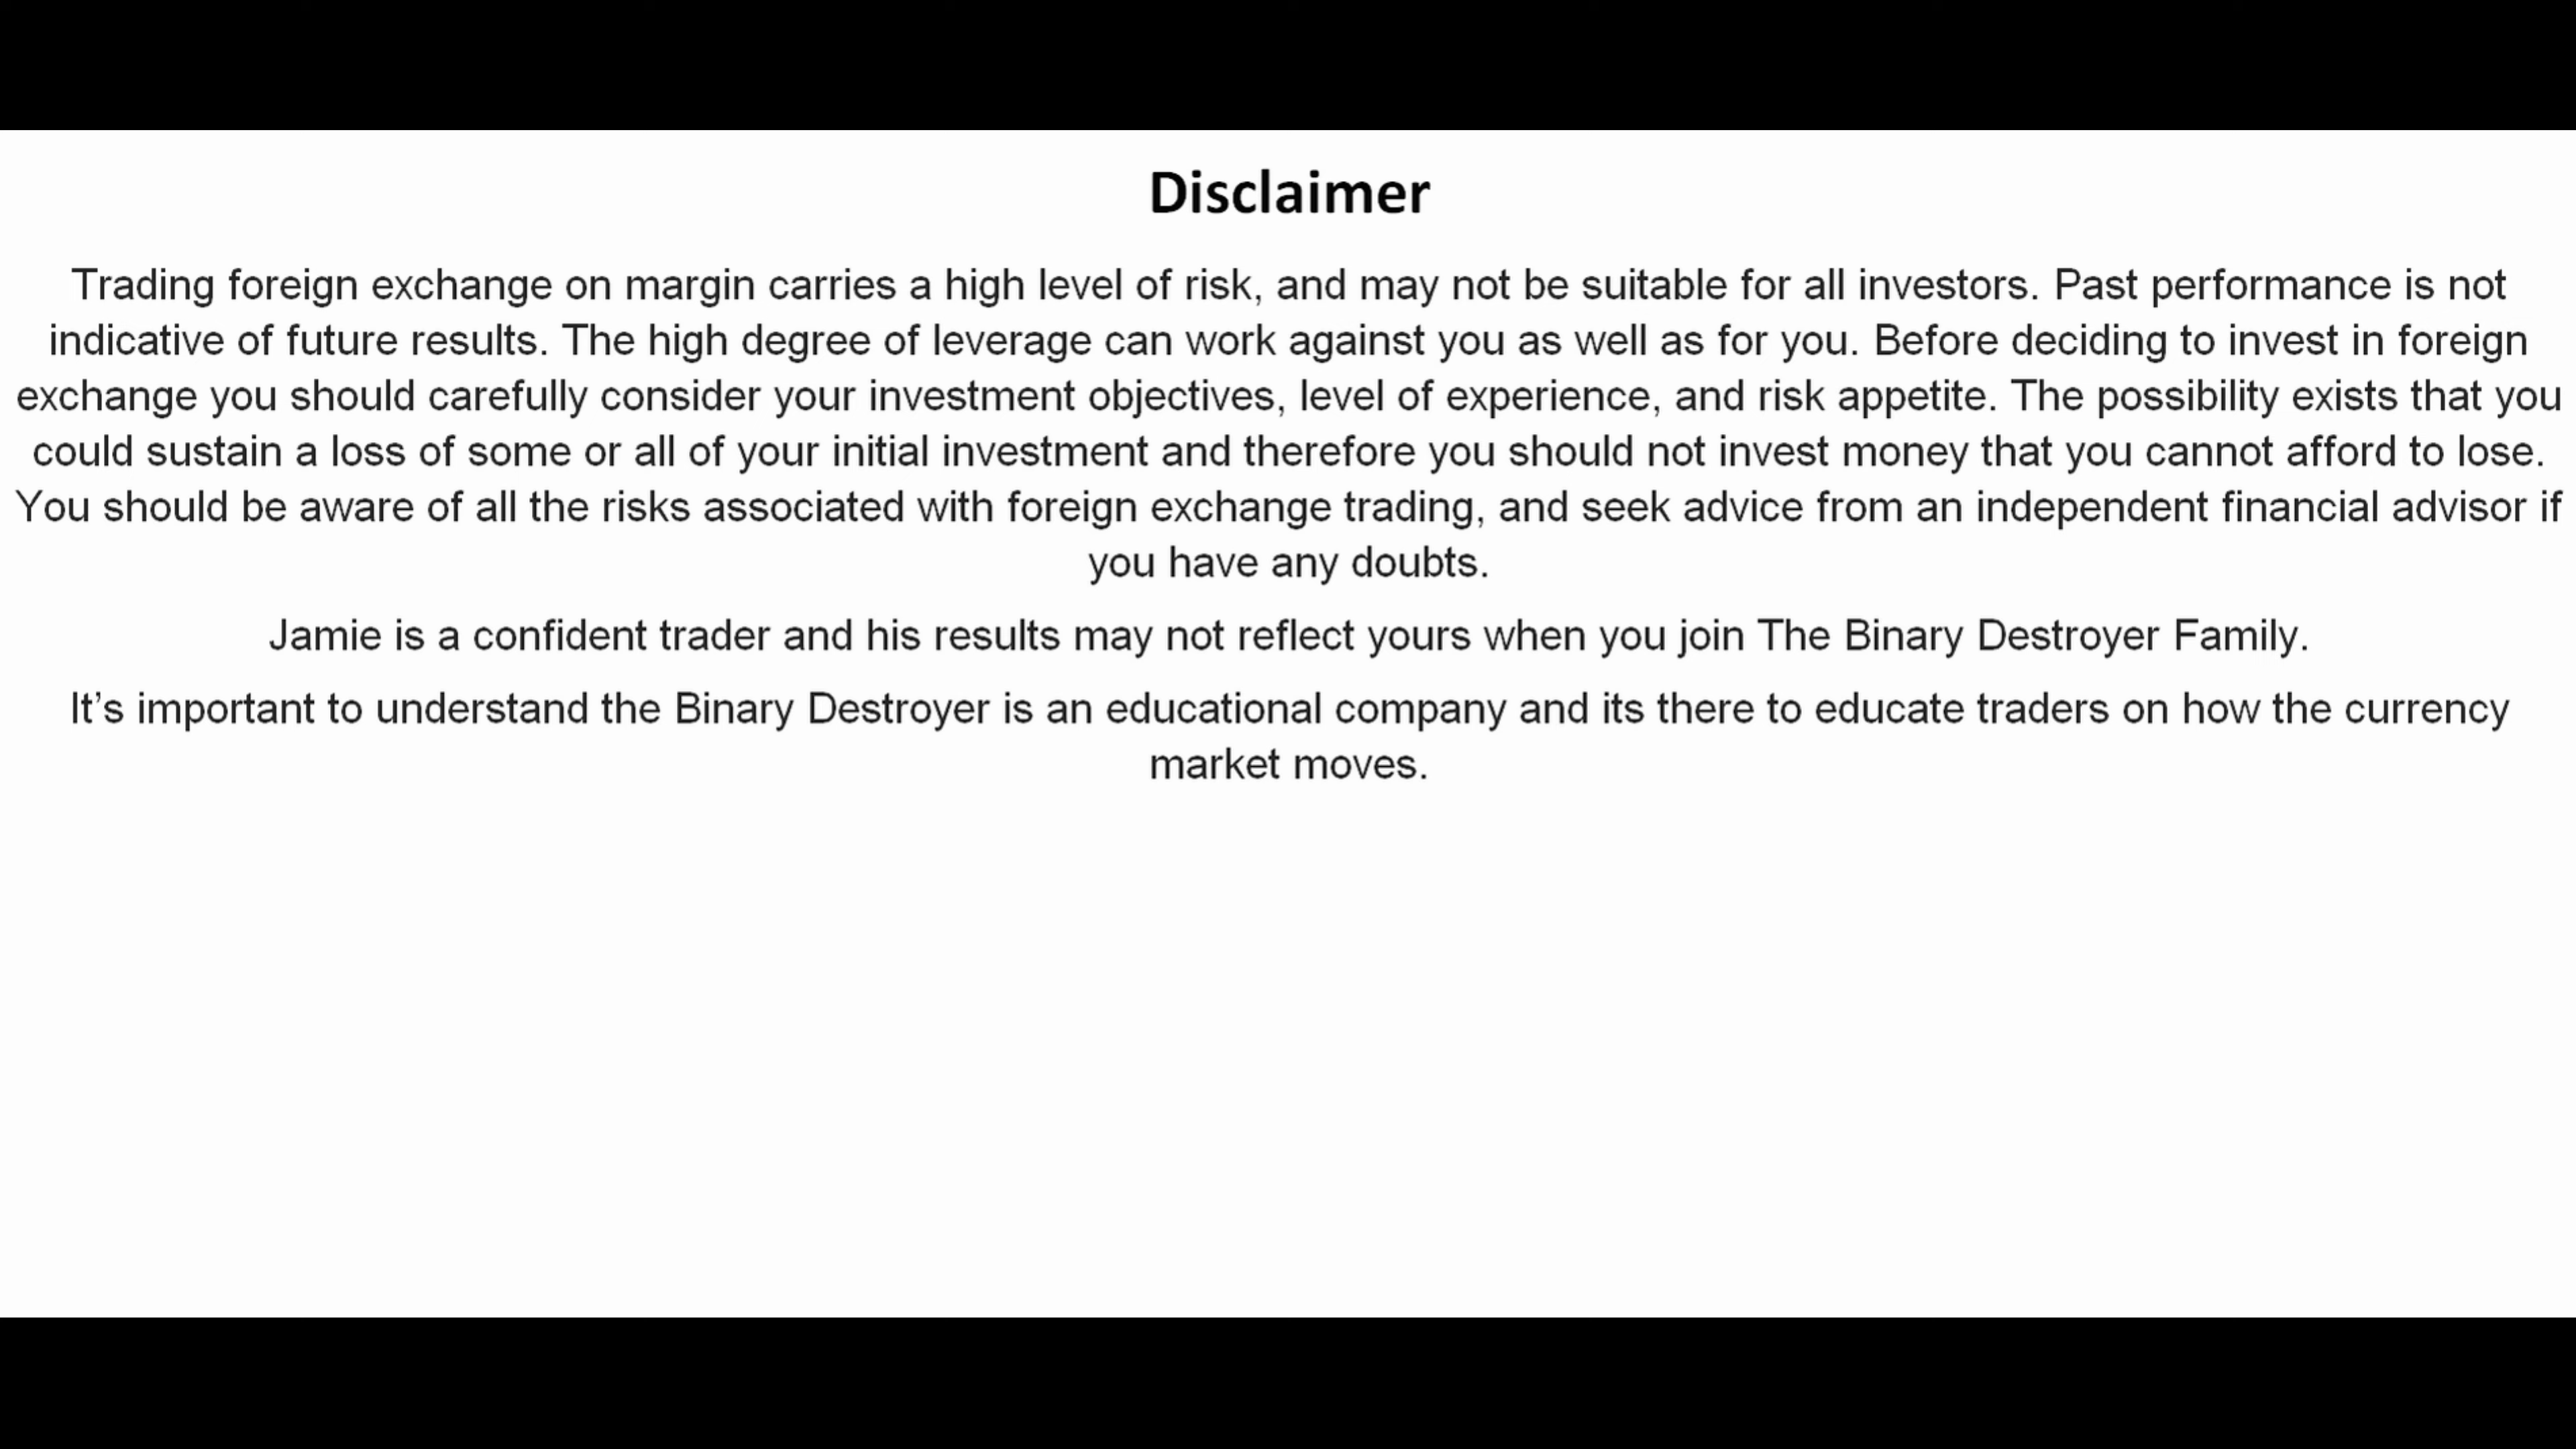 Disclaimer
Trading foreign exchange on margin carries a high level of risk, and may not be suitable for all investors. Past performance is not
indicative of future results. The high degree of leverage can work against you as well as for you. Before deciding to invest in foreign
exchange you should carefully consider your investment objectives, level of experience, and risk appetite. The possibility exists that you
could sustain a loss of some or all of your initial investment and therefore you should not invest money that you cannot afford to lose.
You should be aware of all the risks associated with foreign exchange trading, and seek advice from an independent financial advisor if
you have any doubts.
Jamie is a confident trader and his results may not reflect yours when you join The Binary Destroyer Family.
It’s important to understand the Binary Destroyer is an educational company and its there to educate traders on how the currency
market moves.